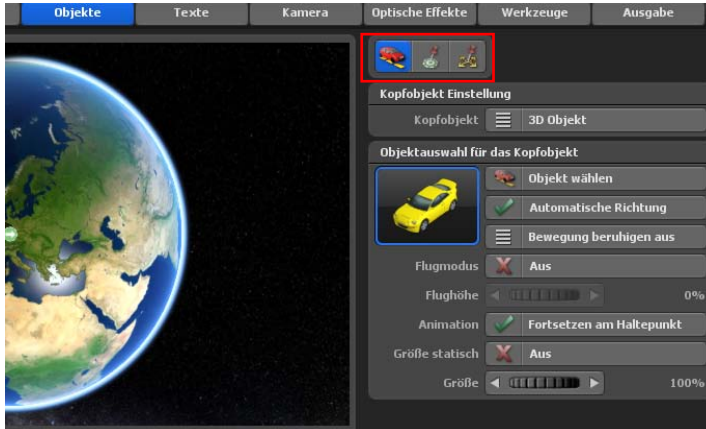 Objekte Texte Kamera Optische Effekte Werkzeuge Ausgabe
Kopfobjekt Einstellung
Kopfobjekt 3D Objekt
Objektauswahl für das Kopfobjekt
Objekt wählen
Automatische Richtung
Bewegung beruhigen aus
Flugmodus Aus
Flughöhe 0%
Animation Fortsetzen am Haltepunkt
Größe statisch Aus
Größe 100%